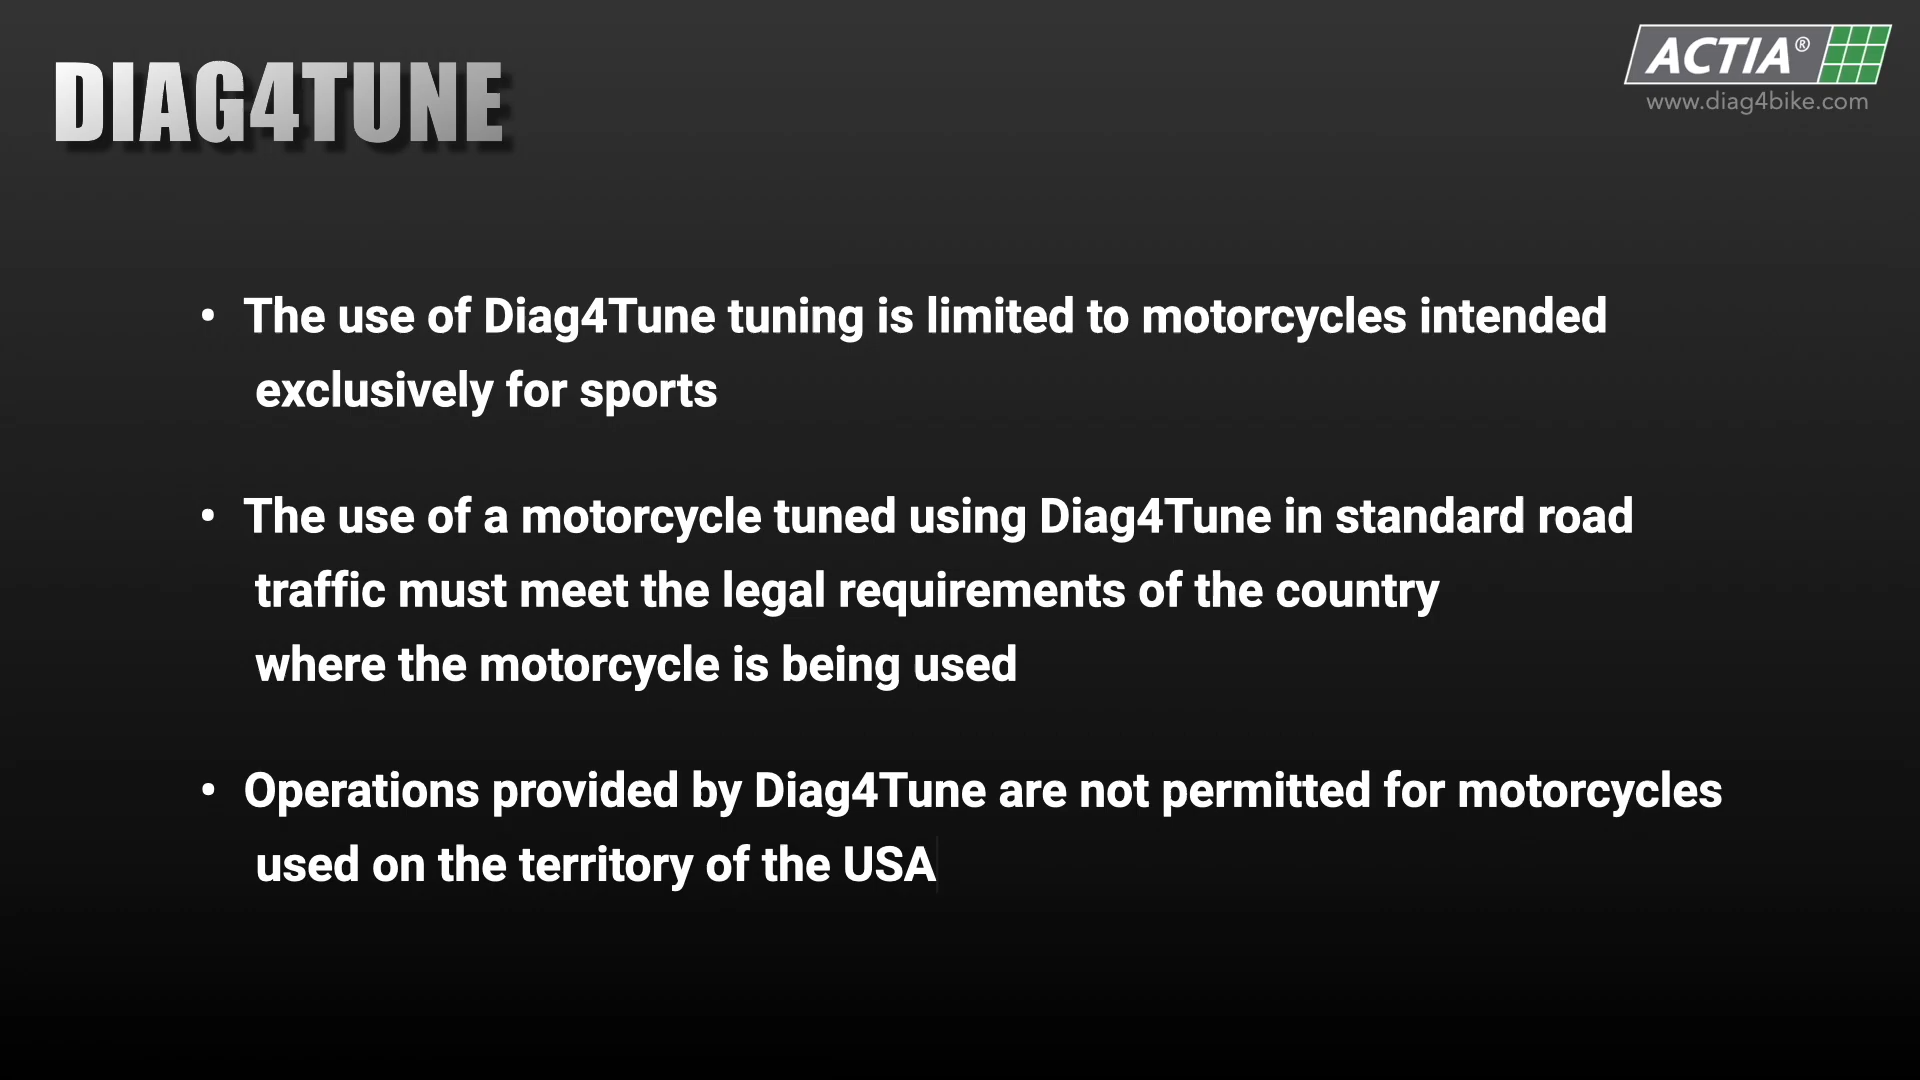 DIAG4TUNE
ACTIA®
www.diag4bike.com
• The use of Diag4Tune tuning is limited to motorcycles intended
exclusively for sports
• The use of a motorcycle tuned using Diag4Tune in standard road
traffic must meet the legal requirements of the country
where the motorcycle is being used
• Operations provided by Diag4Tune are not permitted for motorcycles
used on the territory of the USA